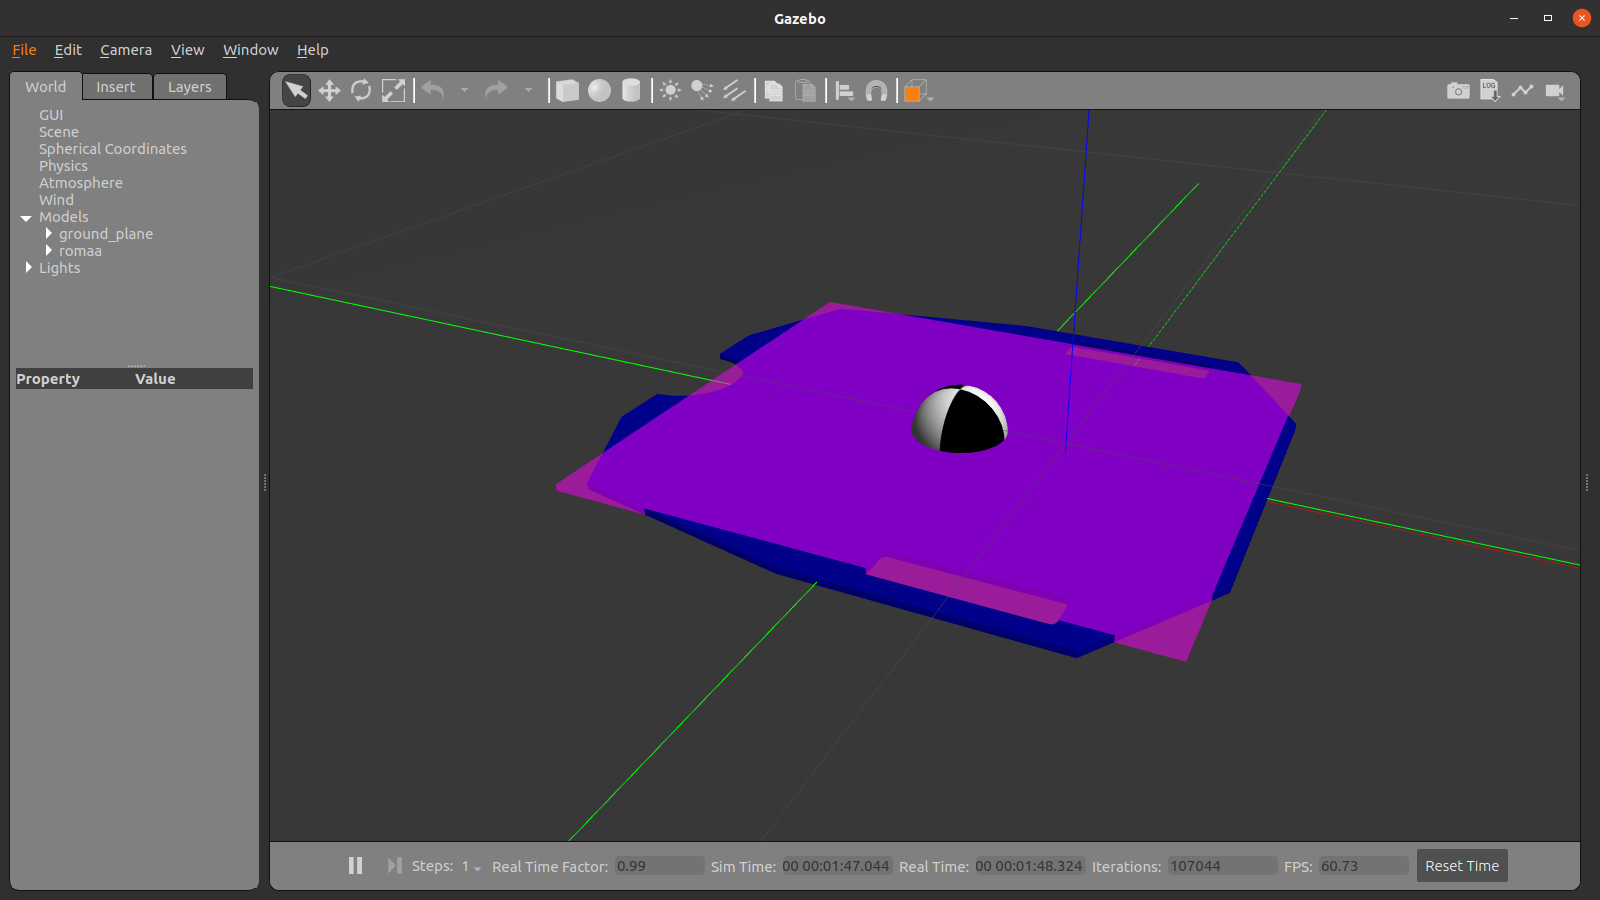 Gazebo
File Edit Camera View Window Help
World Insert Layers
GUI
Scene
Spherical Coordinates
Physics
Atmosphere
Wind
Models
ground_plane
romaa
Lights
Property Value
LOG
Steps: 1 Real Time Factor: 0.99 Sim Time: 00 00:01:47.044 Real Time: 00 00:01:48.324 Iterations: 107044 FPS: 60.73 Reset Time